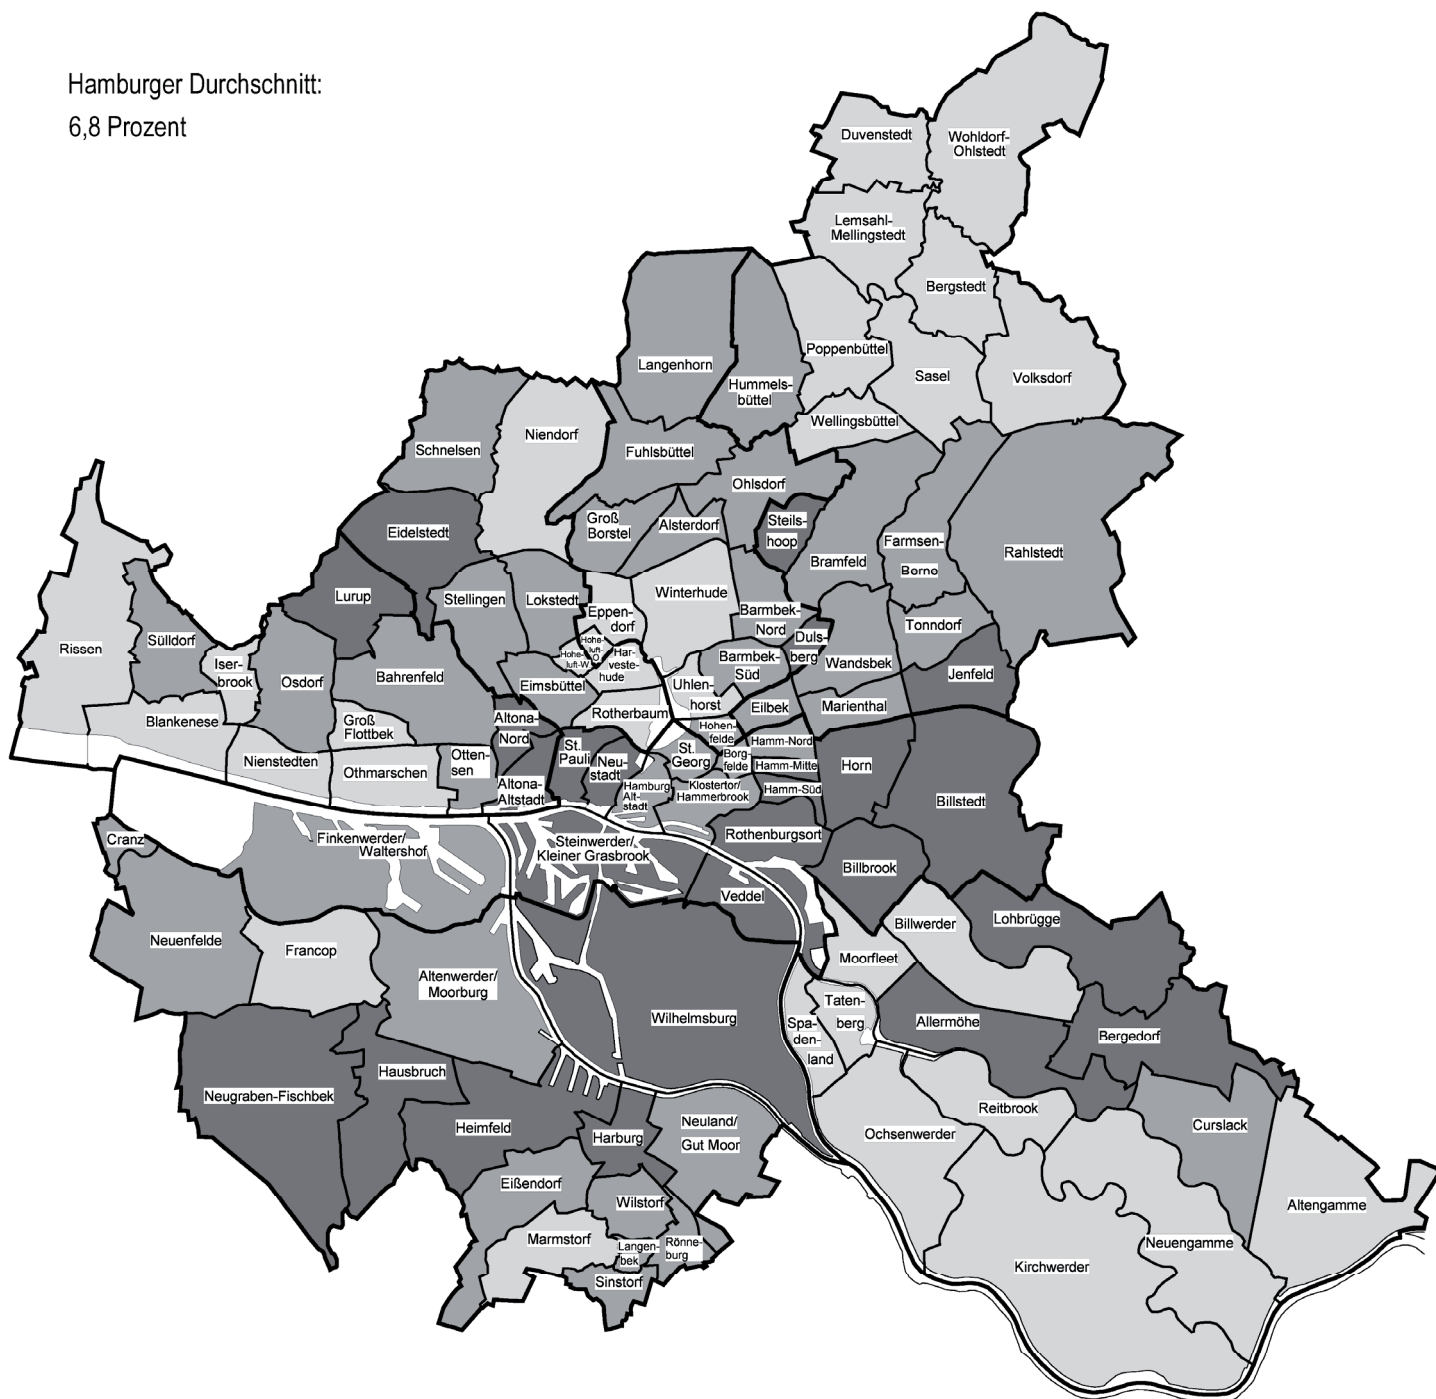 Hamburger Durchschnitt:
6,8 Prozent
Duvenstedt
Wohldorf-
Ohlstedt
Lemsahl-
Mellingstedt
Bergstedt
Poppenbüttel
Sasel
Volksdorf
Langenhorn
Hummels-
büttel
Wellingsbüttel
Niendorf
Schnelsen
Fuhlsbüttel
Ohlsdorf
Eidelstedt
Groß
Borstel
Alsterdorf
Steils-
hoop
Bramfeld
Farmsen-
Berne
Rahlstedt
Lurup
Stellingen
Lokstedt
Eppen-
dorf
Winterhude
Barmbek-
Nord
Duls-
berg
Tonndorf
Rissen
Sülldorf
Iser-
brook
Osdorf
Bahrenfeld
Hohe-
luft-
O
Hohe-
luft-W
Har-
veste-
hude
Barmbek-
Süd
Wandsbek
Jenfeld
Eimsbüttel
Uhlen-
horst
Eilbek
Marienthal
Blankenese
Groß
Flottbek
Altona-
Nord
Rotherbaum
Hohen-
felde
Nienstedten
Othmarschen
Otten-
sen
St.
Pauli
Neu-
stadt
St.
Georg
Borg-
felde
Hamm-Nord
Hamm-Mitte
Hamm-Süd
Horn
Billstedt
Altona-
Altstadt
Hamburg
Alt-
stadt
Klostertor/
Hammerbrook
Cranz
Finkenwerder/
Waltershof
Steinwerder/
Kleiner Grasbrook
Rothenburgsort
Billbrook
Veddel
Neuenfelde
Francop
Altenwerder/
Moorburg
Wilhelmsburg
Billwerder
Lohbrügge
Moorfleet
Taten-
berg
Spa-
den-
land
Allermöhe
Bergedorf
Neugraben-Fischbek
Hausbruch
Heimfeld
Harburg
Neuland/
Gut Moor
Reitbrook
Ochsenwerder
Curslack
Eißendorf
Wilstorf
Altengamme
Marmstorf
Langen-
bek
Rönne-
burg
Neuengamme
Sinstorf
Kirchwerder